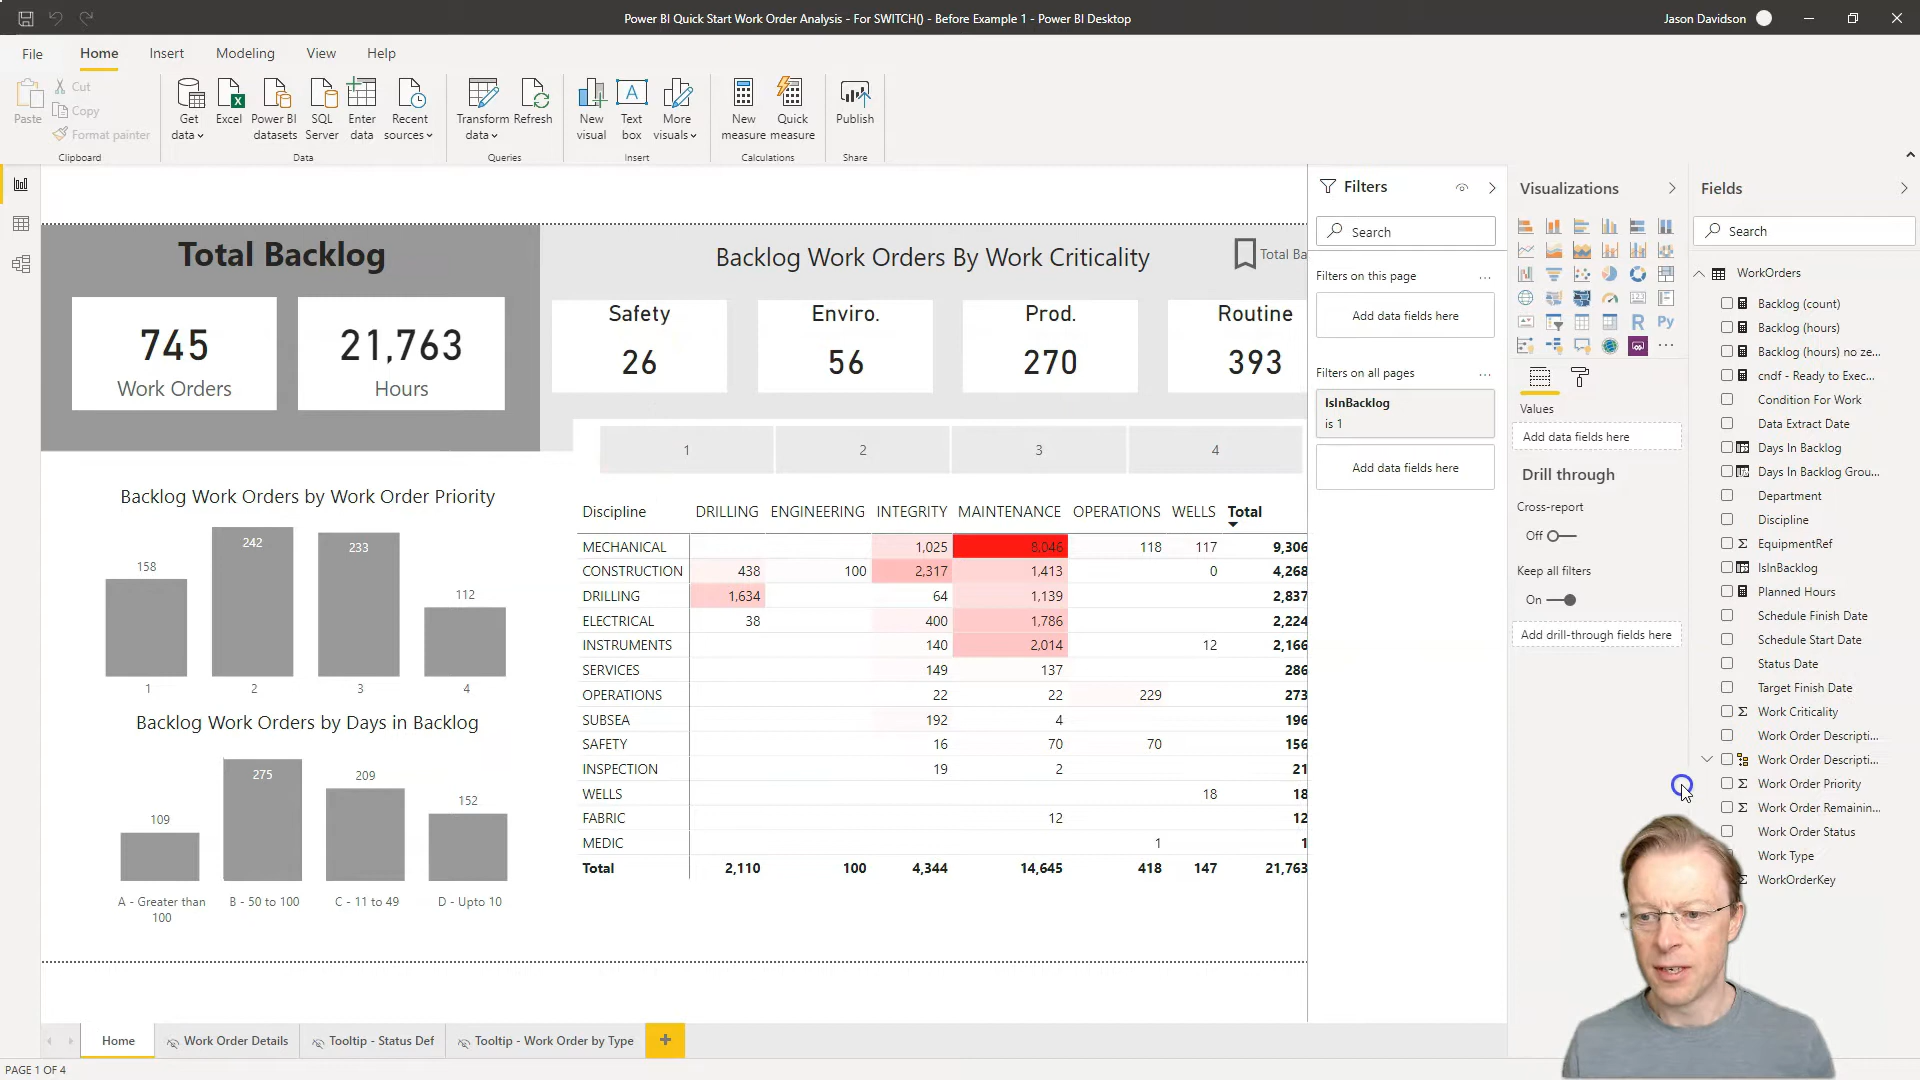 Power BI Quick Start Work Order Analysis - For SWITCH() - Before Example 1 - Power BI Desktop
Jason Davidson
File
Home
Insert
Modeling
View
Help
Paste
Cut
Copy
Format painter
Clipboard
Get data
Excel
Power BI datasets
SQL Server
Enter data
Recent sources
Data
Transform data
Refresh
Queries
New visual
Text box
More visuals
Insert
New measure
Quick measure
Calculations
Publish
Share
Total Backlog
745
Work Orders
21,763
Hours
Backlog Work Orders By Work Criticality
Total Ba
Safety
26
Enviro.
56
Prod.
270
Routine
393
1 2 3 4
Backlog Work Orders by Work Order Priority
158 242 233 112
1 2 3 4
Backlog Work Orders by Days in Backlog
109 275 209 152
A - Greater than 100
B - 50 to 100
C - 11 to 49
D - Upto 10
Discipline DRILLING ENGINEERING INTEGRITY MAINTENANCE OPERATIONS WELLS Total
MECHANICAL 1,025 8,046 118 117 9,306
CONSTRUCTION 438 100 2,317 1,413 0 4,268
DRILLING 1,634 64 1,139 2,837
ELECTRICAL 38 400 1,786 2,224
INSTRUMENTS 140 2,014 12 2,166
SERVICES 149 137 286
OPERATIONS 22 22 229 273
SUBSEA 192 4 196
SAFETY 16 70 70 156
INSPECTION 19 2 21
WELLS 18 18
FABRIC 12 12
MEDIC 1 1
Total 2,110 100 4,344 14,645 418 147 21,763
Filters
Search
Filters on this page
Add data fields here
Filters on all pages
IsInBacklog
is 1
Add data fields here
Visualizations
R
Py
Values
Add data fields here
Drill through
Cross-report
Off
Keep all filters
On
Add drill-through fields here
Fields
Search
WorkOrders
Backlog (count)
Backlog (hours)
Backlog (hours) no ze...
cndf - Ready to Exec...
Condition For Work
Data Extract Date
Days In Backlog
Days In Backlog Grou...
Department
Discipline
EquipmentRef
IsInBacklog
Planned Hours
Schedule Finish Date
Schedule Start Date
Status Date
Target Finish Date
Work Criticality
Work Order Descripti...
Work Order Descripti...
Work Order Priority
Work Order Remainin...
Work Order Status
Work Type
WorkOrderKey
Home
Work Order Details
Tooltip - Status Def
Tooltip - Work Order by Type
PAGE 1 OF 4